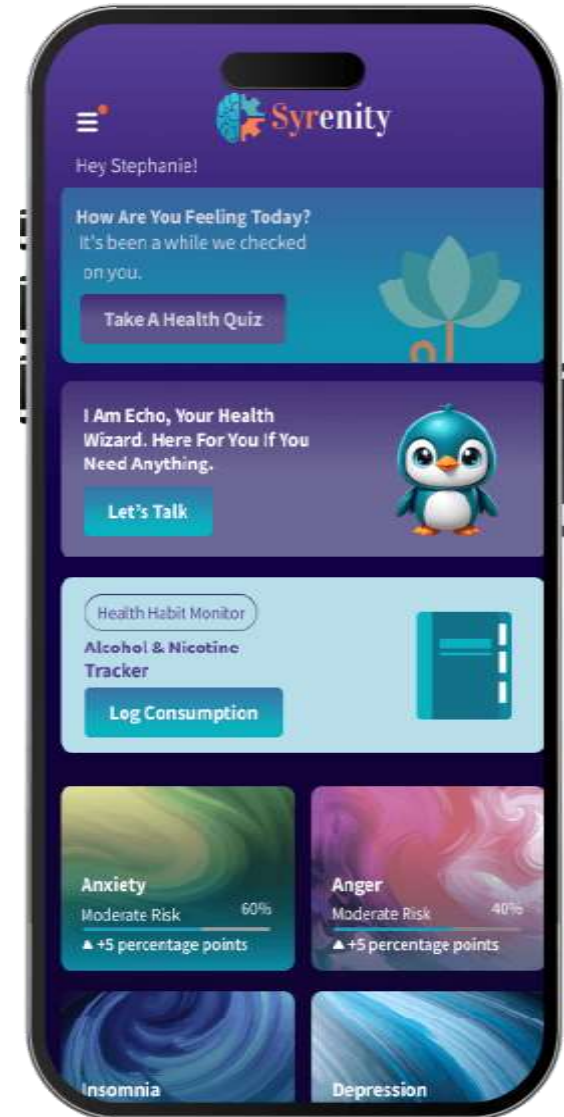 Syrenity
Hey Stephanie!
How Are You Feeling Today?
It's been a while we checked
on you.
Take A Health Quiz
I Am Echo, Your Health
Wizard. Here For You If You
Need Anything.
Let's Talk
Health Habit Monitor
Alcohol & Nicotine
Tracker
Log Consumption
Anxiety
Moderate Risk 60%
▲ +5 percentage points
Anger
Moderate Risk 40%
▲ +5 percentage points
Insomnia
Depression